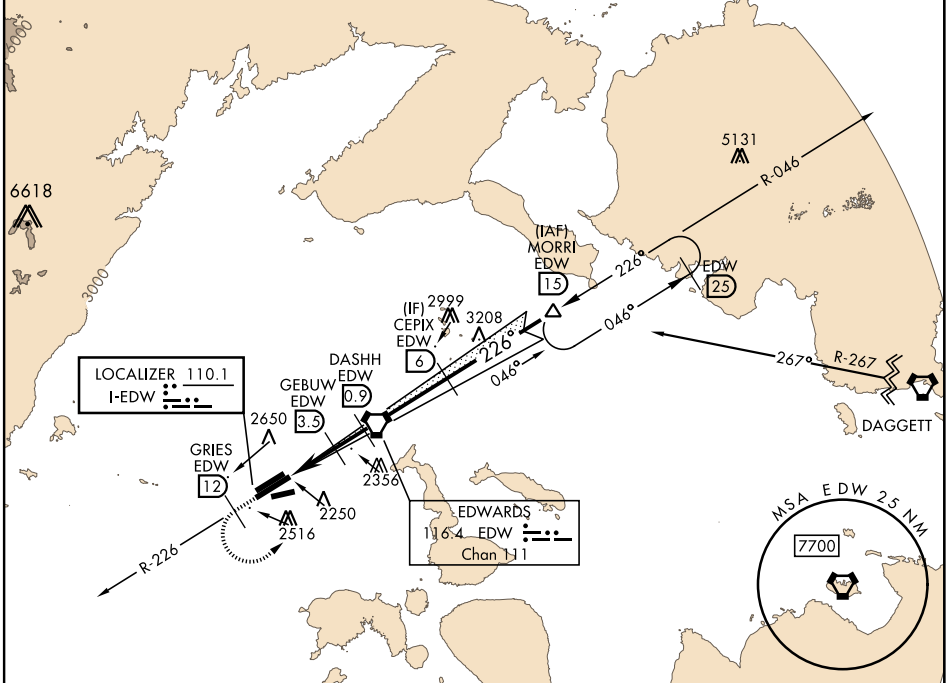 6000
6618
3000
5131
R-046
(IAF)
MORRI
EDW
15
226°
EDW
25
046°
(IF)
CEPIX
EDW
6
2999
3208
226°
046°
267°
R-267
DAGGETT
DASHH
EDW
0.9
GEBUW
EDW
3.5
LOCALIZER 110.1
I-EDW
2650
GRIES
EDW
12
2356
2250
2516
R-226
EDWARDS
116.4 EDW
Chan 111
MSA EDW 25 NM
7700